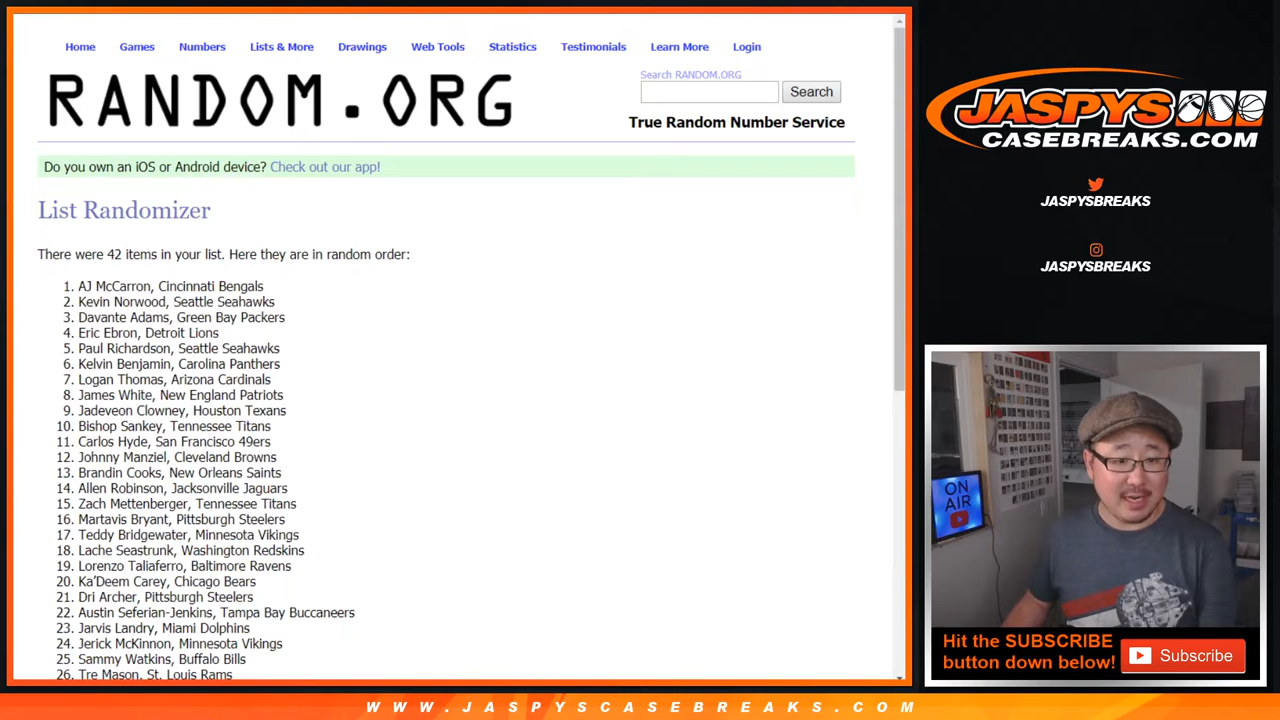 Home Games Numbers Lists & More Drawings Web Tools Statistics Testimonials Learn More Login
RANDOM.ORG
Search RANDOM.ORG
Search
True Random Number Service
Do you own an iOS or Android device? Check out our app!
List Randomizer
There were 42 items in your list. Here they are in random order:
1. AJ McCarron, Cincinnati Bengals
2. Kevin Norwood, Seattle Seahawks
3. Davante Adams, Green Bay Packers
4. Eric Ebron, Detroit Lions
5. Paul Richardson, Seattle Seahawks
6. Kelvin Benjamin, Carolina Panthers
7. Logan Thomas, Arizona Cardinals
8. James White, New England Patriots
9. Jadeveon Clowney, Houston Texans
10. Bishop Sankey, Tennessee Titans
11. Carlos Hyde, San Francisco 49ers
12. Johnny Manziel, Cleveland Browns
13. Brandin Cooks, New Orleans Saints
14. Allen Robinson, Jacksonville Jaguars
15. Zach Mettenberger, Tennessee Titans
16. Martavis Bryant, Pittsburgh Steelers
17. Teddy Bridgewater, Minnesota Vikings
18. Lache Seastrunk, Washington Redskins
19. Lorenzo Taliaferro, Baltimore Ravens
20. Ka'Deem Carey, Chicago Bears
21. Dri Archer, Pittsburgh Steelers
22. Austin Seferian-Jenkins, Tampa Bay Buccaneers
23. Jarvis Landry, Miami Dolphins
24. Jerick McKinnon, Minnesota Vikings
25. Sammy Watkins, Buffalo Bills
26. Tre Mason, St. Louis Rams
JASPYS
CASEBREAKS.COM
JASPYSBREAKS
JASPYSBREAKS
ON
AIR
Hit the SUBSCRIBE
button down below!
Subscribe
WWW.JASPYSCASEBREAKS.COM